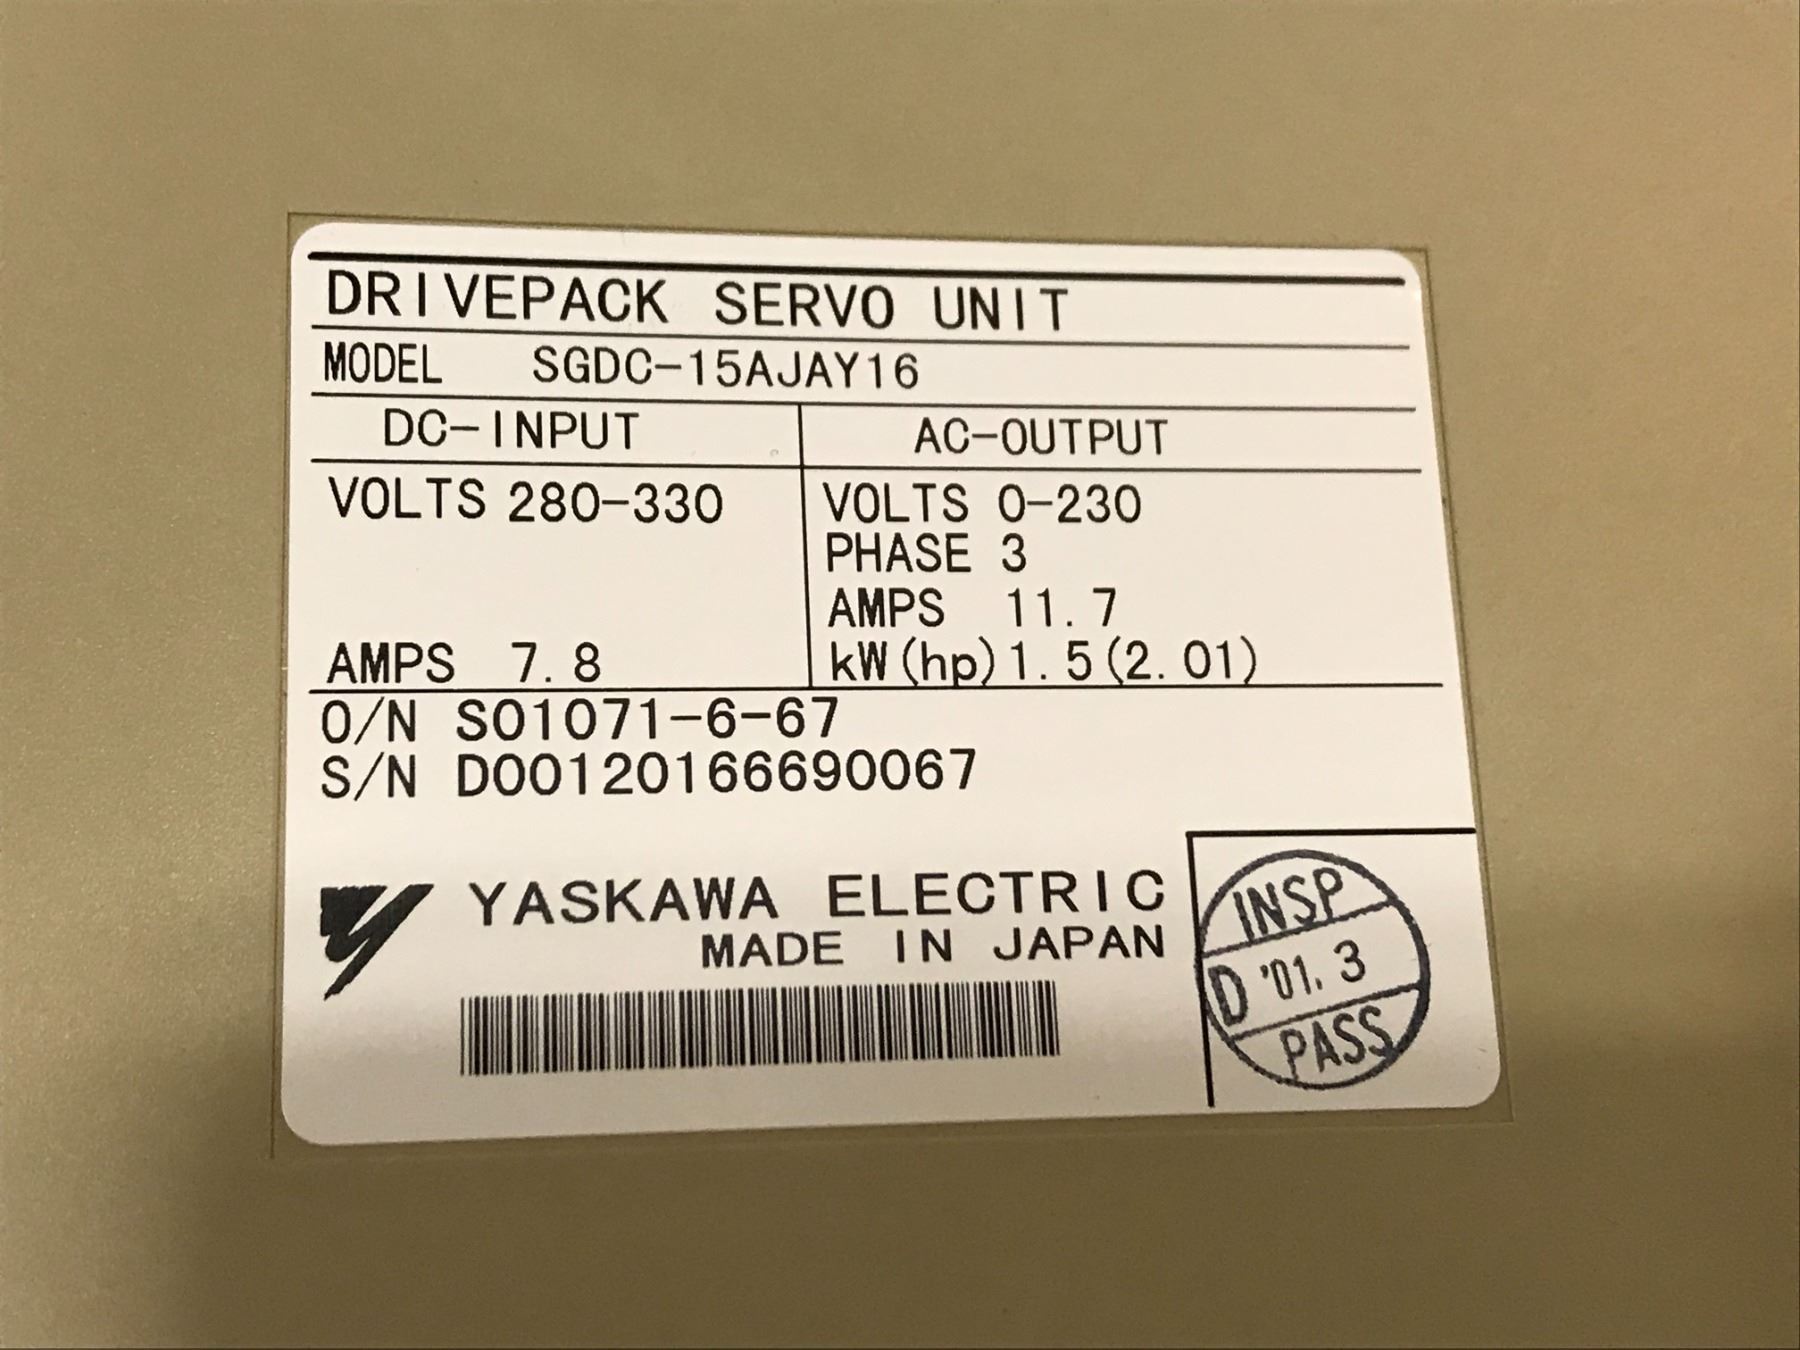 DRIVEPACK SERVO UNIT
MODEL SGDC-15AJAY16
DC-INPUT AC-OUTPUT
VOLTS 280-330 VOLTS 0-230
PHASE 3
AMPS 11.7
AMPS 7.8 kW(hp)1.5(2.01)
O/N S01071-6-67
S/N D00120166690067
YASKAWA ELECTRIC
MADE IN JAPAN
INSP
D '01.3
PASS